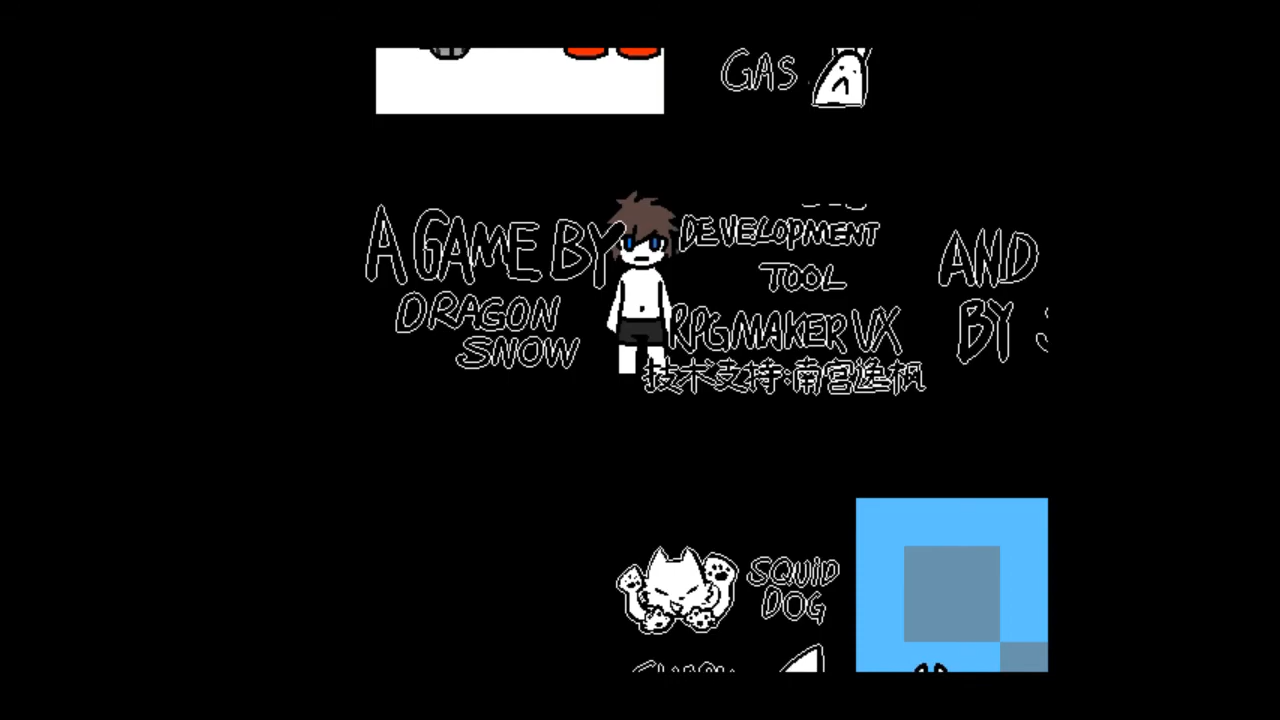 GAS
A GAME BY
DRAGON
SNOW
DEVELOPMENT
TOOL
RPG MAKER VX
技术支持:南宫逸枫
AND
BY
SQUID
DOG